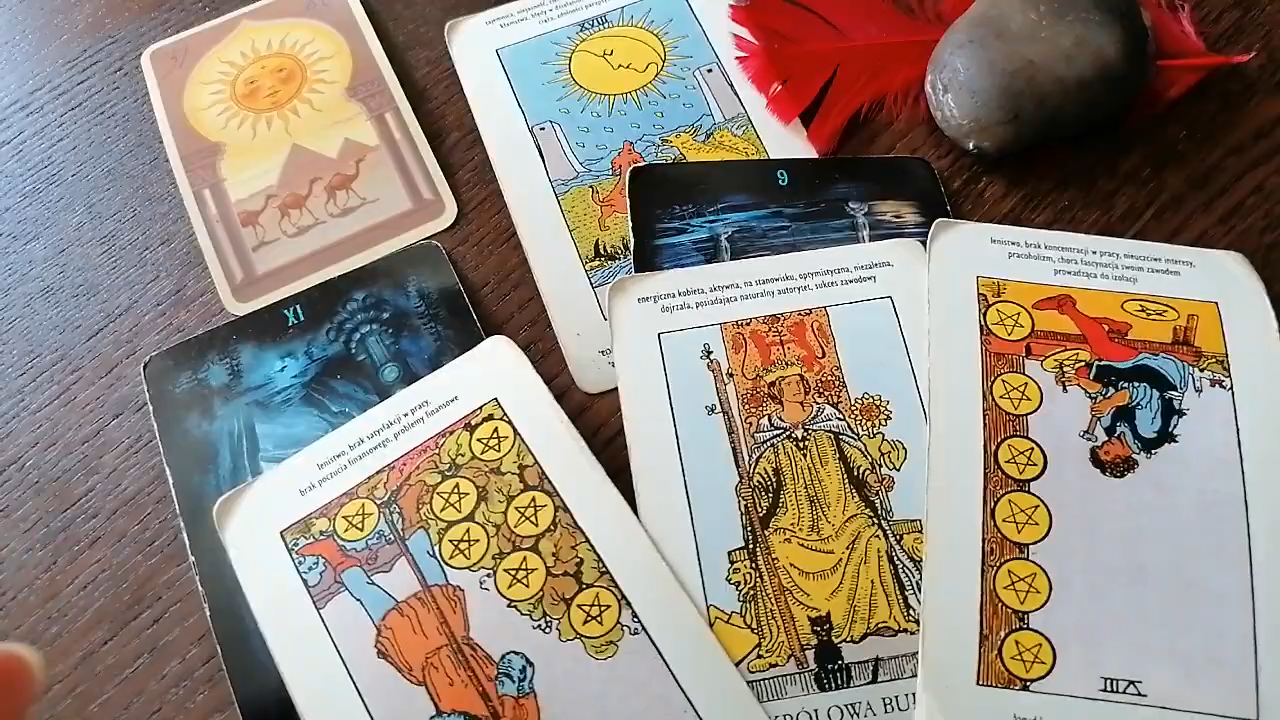 XVIII
9
IX
lenistwo, brak koncentracji w pracy, nieuczciwe interesy,
pracoholizm, chora fascynacja swoim zawodem
prowadząca do izolacji
energiczna kobieta, aktywna, na stanowisku, optymistyczna, niezależna,
dojrzała, posiadająca naturalny autorytet, sukces zawodowy
lenistwo, brak satysfakcji w pracy,
brak poczucia finansowego, problemy finansowe
VIII
KRÓLOWA